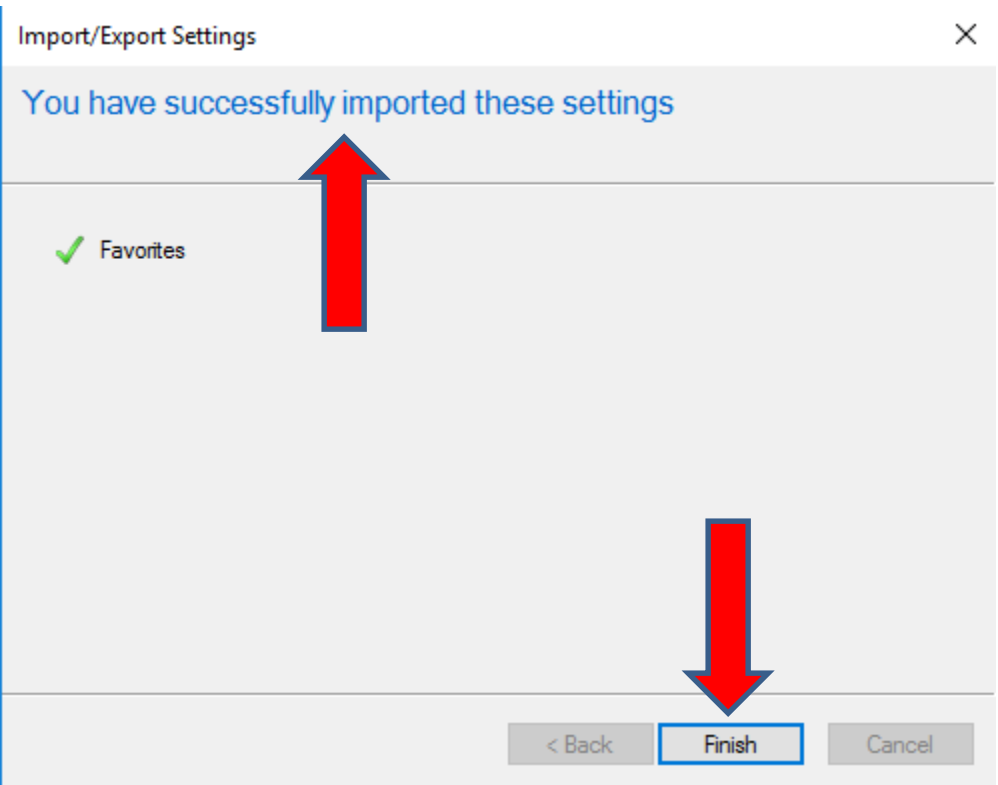 Import/Export Settings
You have successfully imported these settings
Favorites
< Back
Finish
Cancel